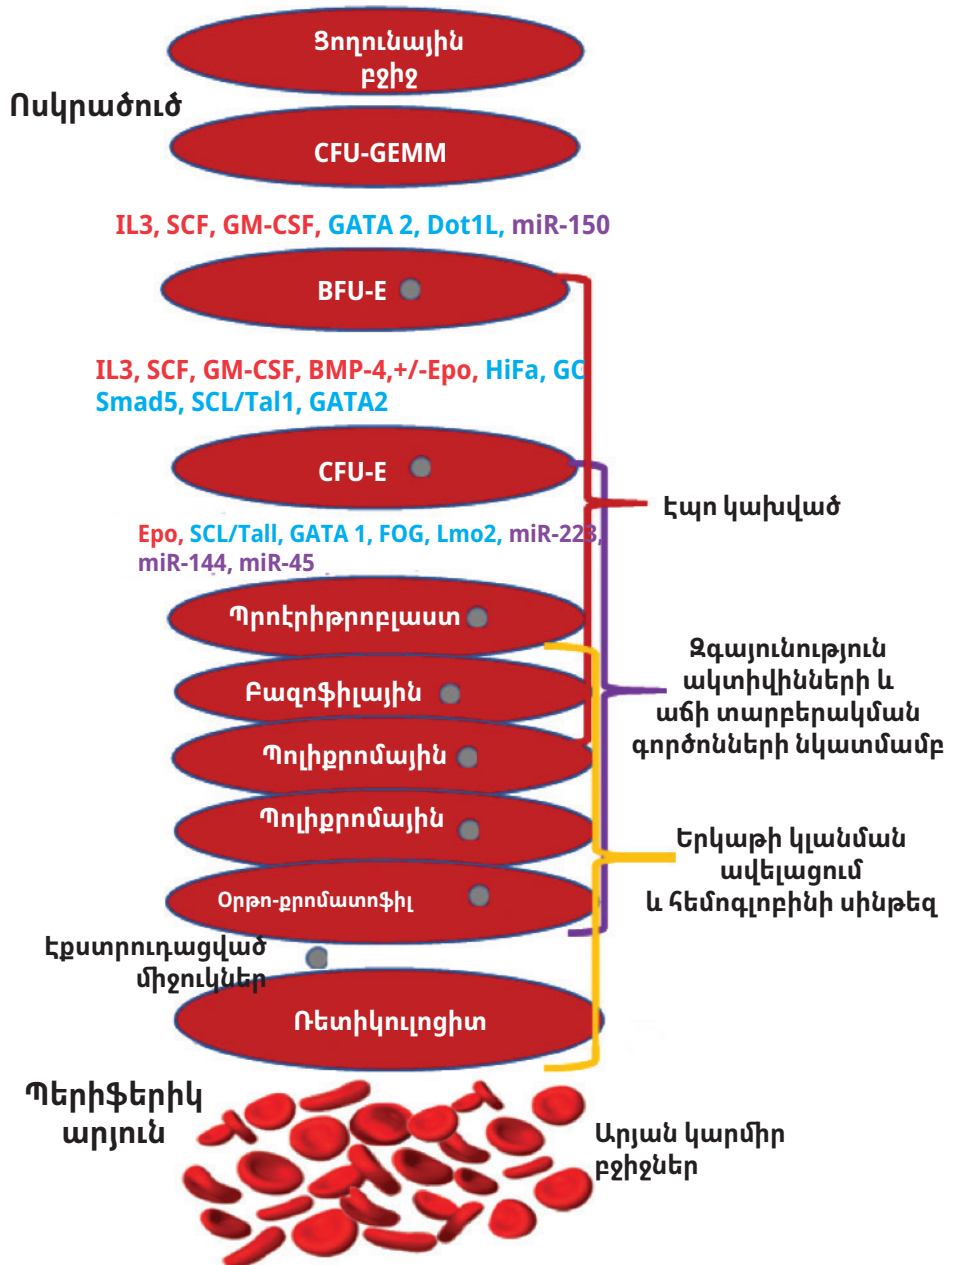 Ցողունային
բջիջ
Ոսկրածուծ
CFU-GEMM
IL3, SCF, GM-CSF, GATA 2, Dot1L, miR-150
BFU-E
IL3, SCF, GM-CSF, BMP-4,+/-Epo, HiFa, GC
Smad5, SCL/Tal1, GATA2
CFU-E
Էպո կախված
Epo, SCL/Tall, GATA 1, FOG, Lmo2, miR-223,
miR-144, miR-45
Պրոէրիթրոբլաստ
Զգայունություն
ակտիվինների և
աճի տարբերակման
գործոնների նկատմամբ
Բազոֆիլային
Պոլիքրոմային
Պոլիքրոմային
Երկաթի կլանման
ավելացում
և հեմոգլոբինի սինթեզ
Օրթո-քրոմատոֆիլ
Էքստրուդացված
միջուկներ
Ռետիկուլոցիտ
Պերիֆերիկ
արյուն
Արյան կարմիր
բջիջներ